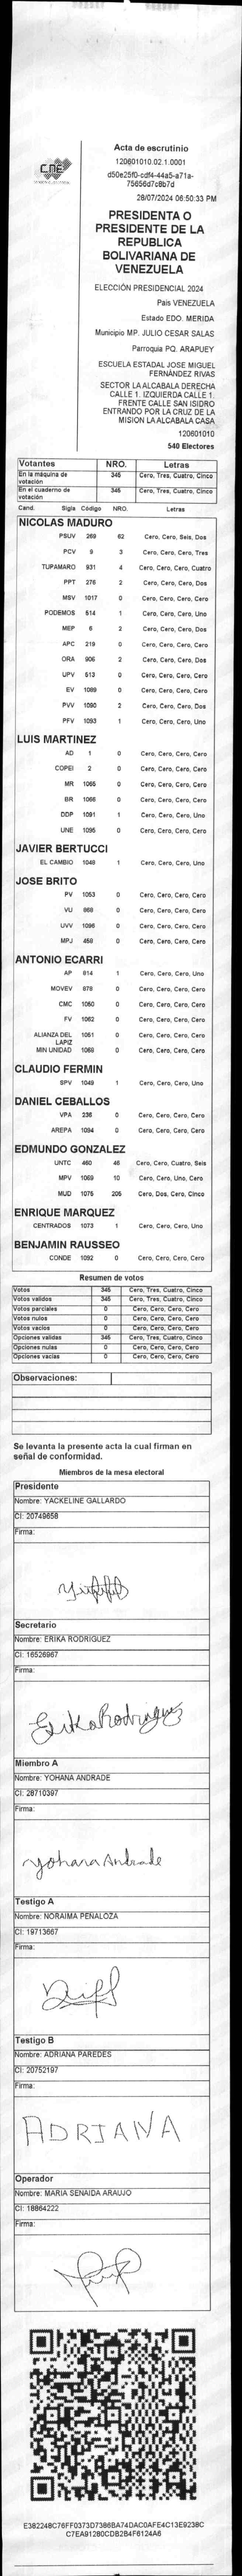 CNE
Acta de escrutinio
120601010.02.1.0001
d50e25f0-cdf4-44a5-a71a-
75656d7c8b7d
28/07/2024 06:50:33 PM
PRESIDENTA O
PRESIDENTE DE LA
REPUBLICA
BOLIVARIANA DE
VENEZUELA
ELECCIÓN PRESIDENCIAL 2024
País VENEZUELA
Estado EDO. MERIDA
Municipio MP. JULIO CESAR SALAS
Parroquia PQ. ARAPUEY
ESCUELA ESTADAL JOSE MIGUEL
FERNÁNDEZ RIVAS
SECTOR LA ALCABALA DERECHA
CALLE 1. IZQUIERDA CALLE 1.
FRENTE CALLE SAN ISIDRO
ENTRANDO POR LA CRUZ DE LA
MISION LA ALCABALA CASA
120601010
540 Electores
Votantes NRO. Letras
En la máquina de votación 345 Cero, Tres, Cuatro, Cinco
En el cuaderno de votación 345 Cero, Tres, Cuatro, Cinco
Cand. Sigla Código NRO. Letras
NICOLAS MADURO
PSUV 269 62 Cero, Cero, Seis, Dos
PCV 9 3 Cero, Cero, Cero, Tres
TUPAMARO 931 4 Cero, Cero, Cero, Cuatro
PPT 276 2 Cero, Cero, Cero, Dos
MSV 1017 0 Cero, Cero, Cero, Cero
PODEMOS 514 1 Cero, Cero, Cero, Uno
MEP 6 2 Cero, Cero, Cero, Dos
APC 219 0 Cero, Cero, Cero, Cero
ORA 906 2 Cero, Cero, Cero, Dos
UPV 513 0 Cero, Cero, Cero, Cero
EV 1089 0 Cero, Cero, Cero, Cero
PVV 1090 2 Cero, Cero, Cero, Dos
PFV 1093 1 Cero, Cero, Cero, Uno
LUIS MARTINEZ
AD 1 0 Cero, Cero, Cero, Cero
COPEI 2 0 Cero, Cero, Cero, Cero
MR 1065 0 Cero, Cero, Cero, Cero
BR 1066 0 Cero, Cero, Cero, Cero
DDP 1091 1 Cero, Cero, Cero, Uno
UNE 1095 0 Cero, Cero, Cero, Cero
JAVIER BERTUCCI
EL CAMBIO 1048 1 Cero, Cero, Cero, Uno
JOSE BRITO
PV 1053 0 Cero, Cero, Cero, Cero
VU 868 0 Cero, Cero, Cero, Cero
UVV 1096 0 Cero, Cero, Cero, Cero
MPJ 458 0 Cero, Cero, Cero, Cero
ANTONIO ECARRI
AP 814 1 Cero, Cero, Cero, Uno
MOVEV 878 0 Cero, Cero, Cero, Cero
CMC 1050 0 Cero, Cero, Cero, Cero
FV 1062 0 Cero, Cero, Cero, Cero
ALIANZA DEL LAPIZ 1051 0 Cero, Cero, Cero, Cero
MIN UNIDAD 1068 0 Cero, Cero, Cero, Cero
CLAUDIO FERMIN
SPV 1049 1 Cero, Cero, Cero, Uno
DANIEL CEBALLOS
VPA 236 0 Cero, Cero, Cero, Cero
AREPA 1094 0 Cero, Cero, Cero, Cero
EDMUNDO GONZALEZ
UNTC 460 46 Cero, Cero, Cuatro, Seis
MPV 1069 10 Cero, Cero, Uno, Cero
MUD 1075 205 Cero, Dos, Cero, Cinco
ENRIQUE MARQUEZ
CENTRADOS 1073 1 Cero, Cero, Cero, Uno
BENJAMIN RAUSSEO
CONDE 1092 0 Cero, Cero, Cero, Cero
Resumen de votos
Votos 345 Cero, Tres, Cuatro, Cinco
Votos validos 345 Cero, Tres, Cuatro, Cinco
Votos parciales 0 Cero, Cero, Cero, Cero
Votos nulos 0 Cero, Cero, Cero, Cero
Votos vacios 0 Cero, Cero, Cero, Cero
Opciones validas 345 Cero, Tres, Cuatro, Cinco
Opciones nulas 0 Cero, Cero, Cero, Cero
Opciones vacias 0 Cero, Cero, Cero, Cero
Observaciones:
Se levanta la presente acta la cual firman en
señal de conformidad.
Miembros de la mesa electoral
Presidente
Nombre: YACKELINE GALLARDO
CI: 20749658
Firma:
Secretario
Nombre: ERIKA RODRIGUEZ
CI: 16526967
Firma:
Erika Rodriguez
Miembro A
Nombre: YOHANA ANDRADE
CI: 28710397
Firma:
Yohana Andrade
Testigo A
Nombre: NORAIMA PEÑALOZA
CI: 19713667
Firma:
Testigo B
Nombre: ADRIANA PAREDES
CI: 20752197
Firma:
ADRIANA
Operador
Nombre: MARIA SENAIDA ARAUJO
CI: 18864222
Firma:
E382248C76FF0373D7386BA74DAC0AFE4C13E9238C
C7EA91280CDB2B4F6124A6